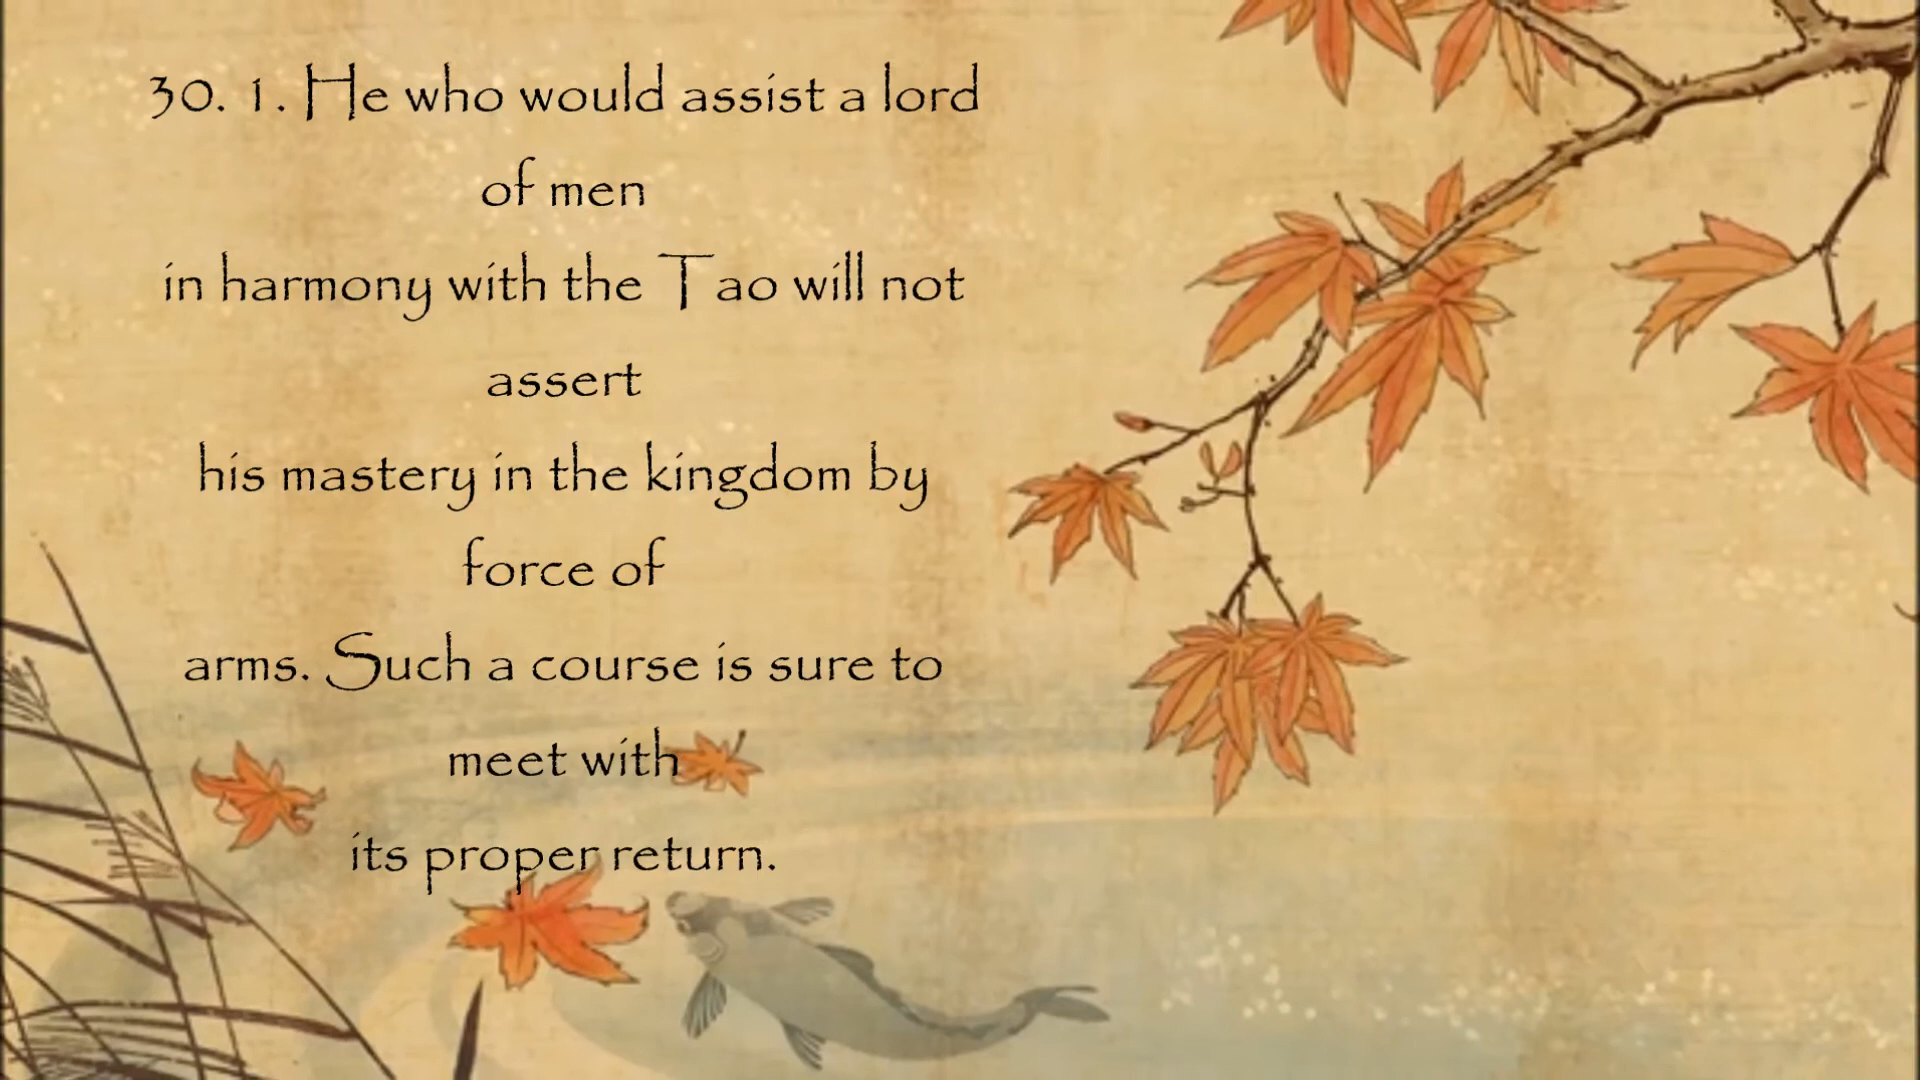 30. 1. He who would assist a lord
of men
in harmony with the Tao will not
assert
his mastery in the kingdom by
force of
arms. Such a course is sure to
meet with
its proper return.